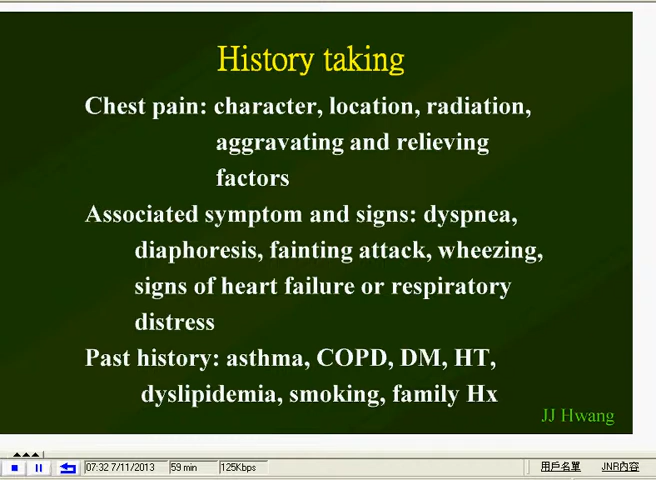 History taking
Chest pain: character, location, radiation,
aggravating and relieving
factors
Associated symptom and signs: dyspnea,
diaphoresis, fainting attack, wheezing,
signs of heart failure or respiratory
distress
Past history: asthma, COPD, DM, HT,
dyslipidemia, smoking, family Hx
JJ Hwang
07:32 7/11/2013 59 min 125Kbps 用戶名單 JNR內容